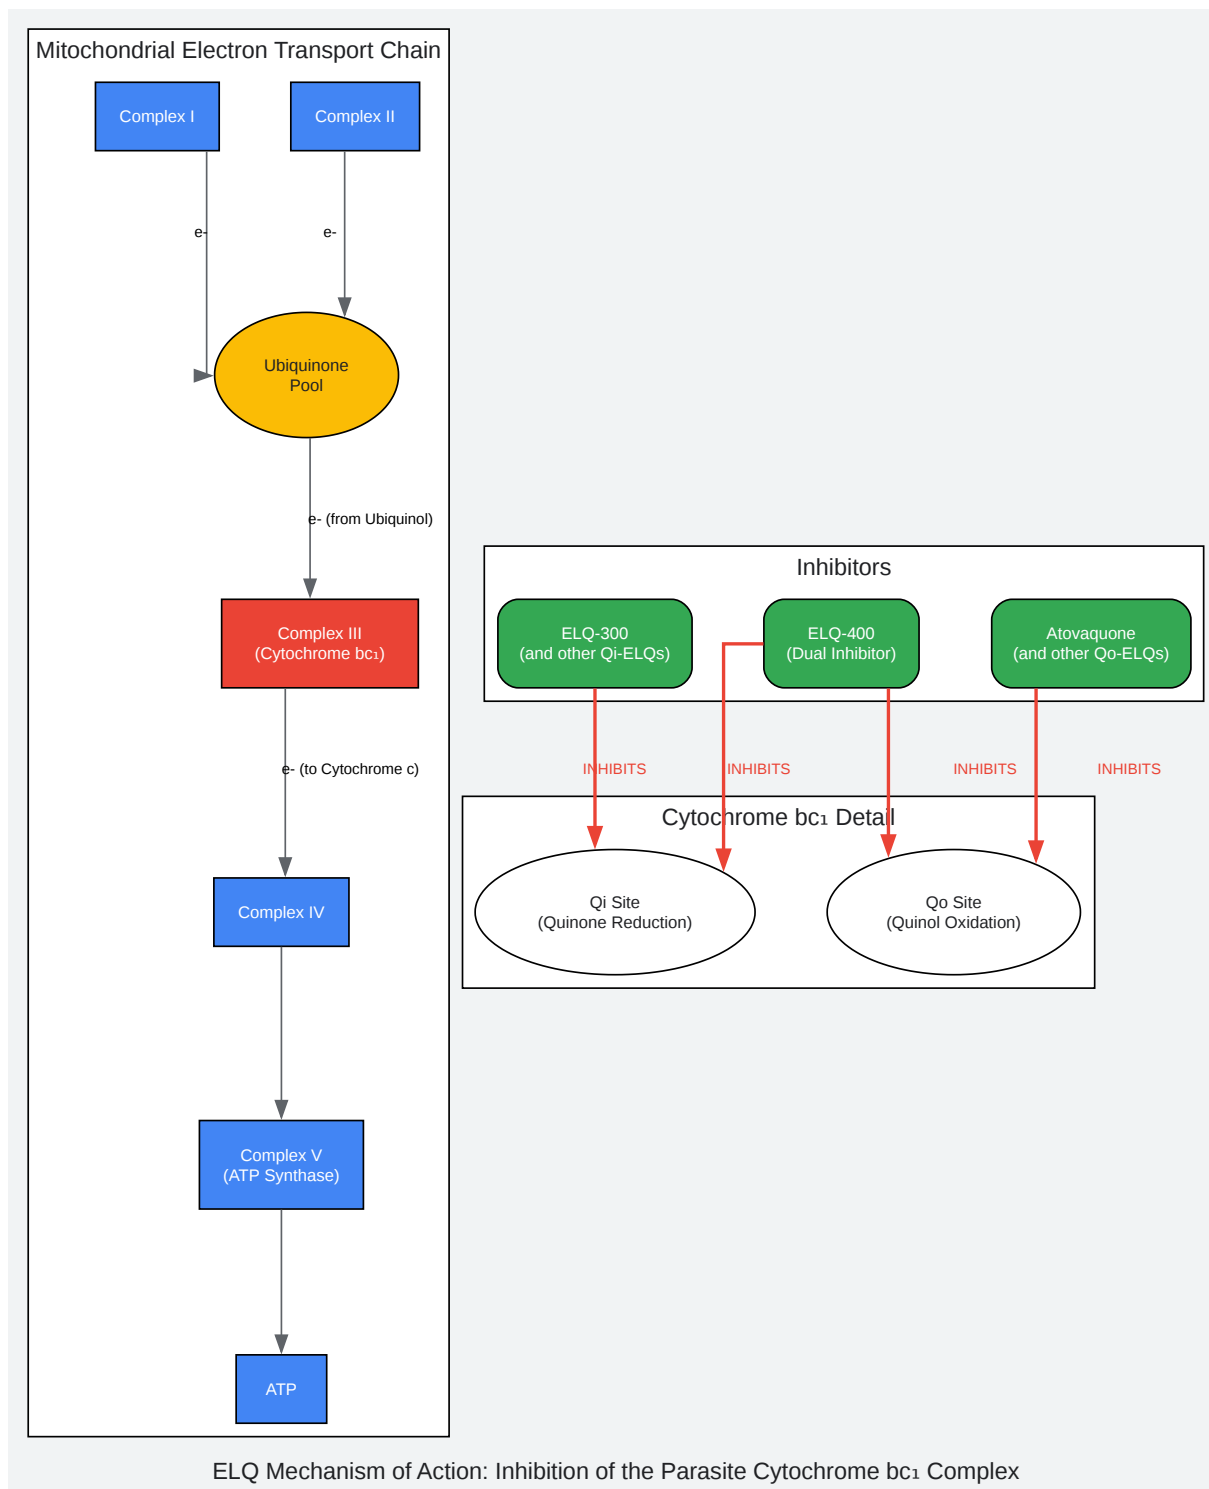 Mitochondrial Electron Transport Chain
Complex I
Complex II
e-
e-
Ubiquinone
Pool
e- (from Ubiquinol)
Complex III
(Cytochrome bc₁)
e- (to Cytochrome c)
Complex IV
Complex V
(ATP Synthase)
ATP
Inhibitors
ELQ-300
(and other Qi-ELQs)
ELQ-400
(Dual Inhibitor)
Atovaquone
(and other Qo-ELQs)
INHIBITS
INHIBITS
INHIBITS
INHIBITS
Cytochrome bc₁ Detail
Qi Site
(Quinone Reduction)
Qo Site
(Quinol Oxidation)
ELQ Mechanism of Action: Inhibition of the Parasite Cytochrome bc₁ Complex